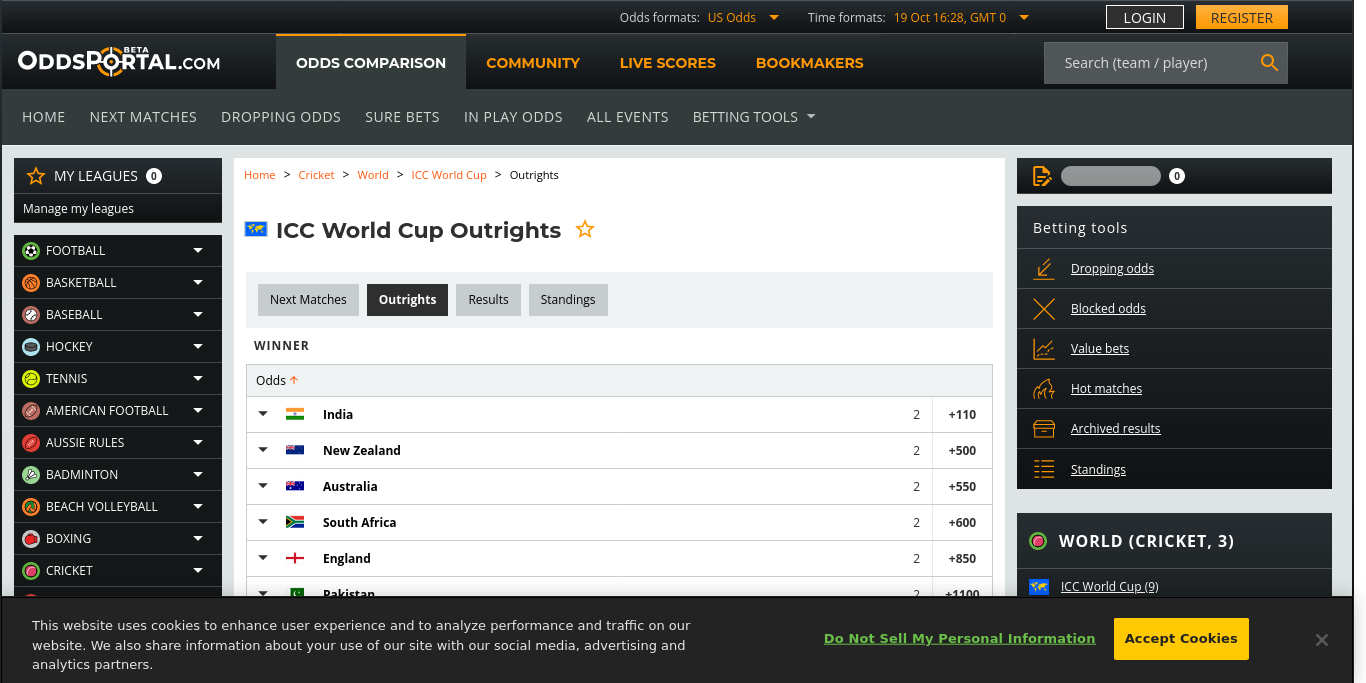 Odds formats: US Odds Time formats: 19 Oct 16:28, GMT 0 LOGIN REGISTER
ODDSPORTAL.COM BETA ODDS COMPARISON COMMUNITY LIVE SCORES BOOKMAKERS Search (team / player)
HOME NEXT MATCHES DROPPING ODDS SURE BETS IN PLAY ODDS ALL EVENTS BETTING TOOLS
MY LEAGUES 0
Manage my leagues
FOOTBALL
BASKETBALL
BASEBALL
HOCKEY
TENNIS
AMERICAN FOOTBALL
AUSSIE RULES
BADMINTON
BEACH VOLLEYBALL
BOXING
CRICKET
Home > Cricket > World > ICC World Cup > Outrights
ICC World Cup Outrights
Next Matches Outrights Results Standings
WINNER
Odds
India 2 +110
New Zealand 2 +500
Australia 2 +550
South Africa 2 +600
England 2 +850
Pakistan 2 +1100
0
Betting tools
Dropping odds
Blocked odds
Value bets
Hot matches
Archived results
Standings
WORLD (CRICKET, 3)
ICC World Cup (9)
This website uses cookies to enhance user experience and to analyze performance and traffic on our
website. We also share information about your use of our site with our social media, advertising and
analytics partners.
Do Not Sell My Personal Information
Accept Cookies